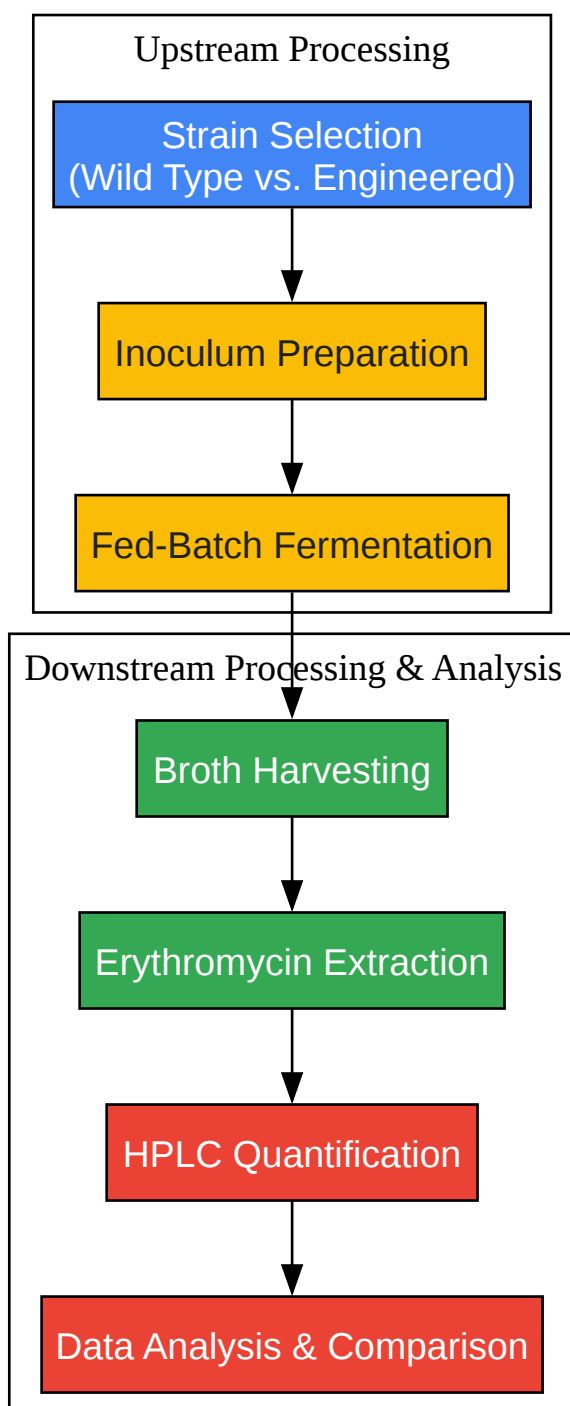 Upstream Processing
Strain Selection
(Wild Type vs. Engineered)
Inoculum Preparation
Fed-Batch Fermentation
Downstream Processing & Analysis
Broth Harvesting
Erythromycin Extraction
HPLC Quantification
Data Analysis & Comparison